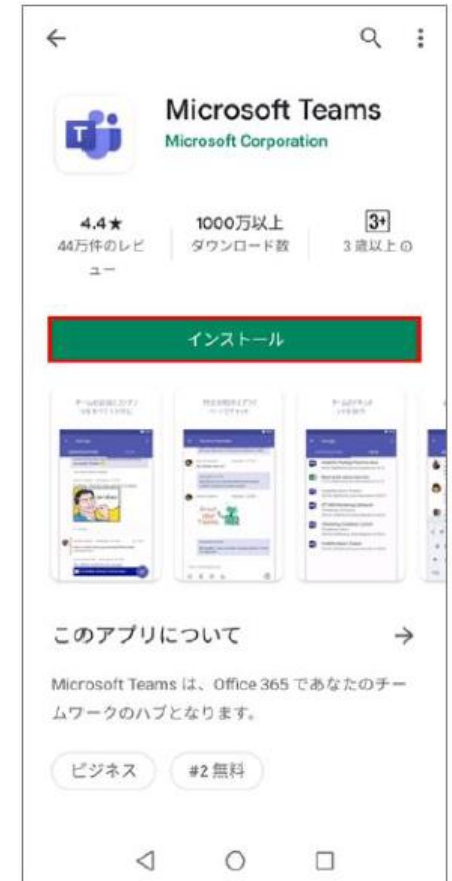 Microsoft Teams
Microsoft Corporation
4.4★
44万件のレビ
ュー
1000万以上
ダウンロード数
3+
3 歳以上
インストール
このアプリについて
Microsoft Teams は、Office 365 であなたのチー
ムワークのハブとなります。
ビジネス
#2 無料